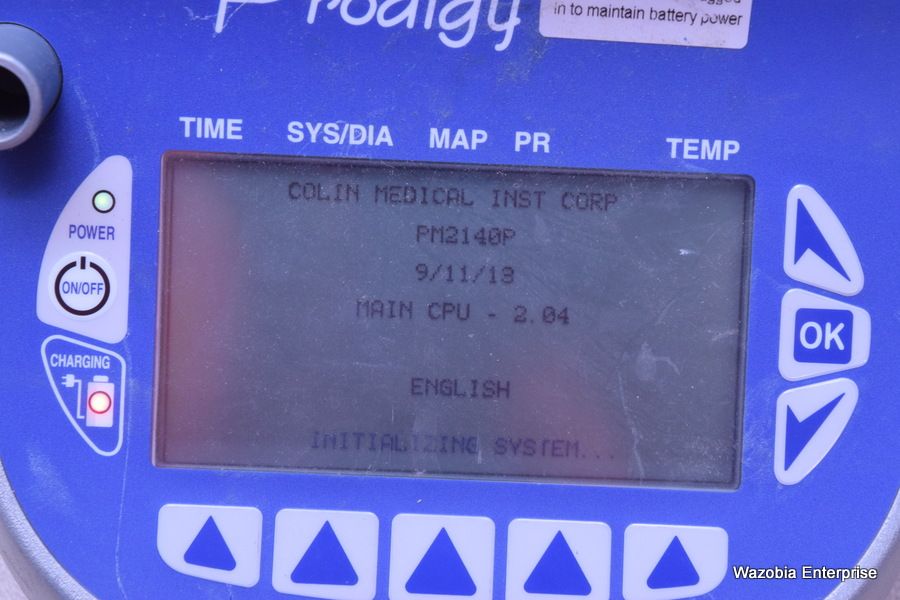 Prodigy
in to maintain battery power
TIME SYS/DIA MAP PR TEMP
COLIN MEDICAL INST CORP
PM2140P
9/11/13
MAIN CPU - 2.04
ENGLISH
INITIALIZING SYSTEM...
POWER
ON/OFF
CHARGING
OK
Wazobia Enterprise